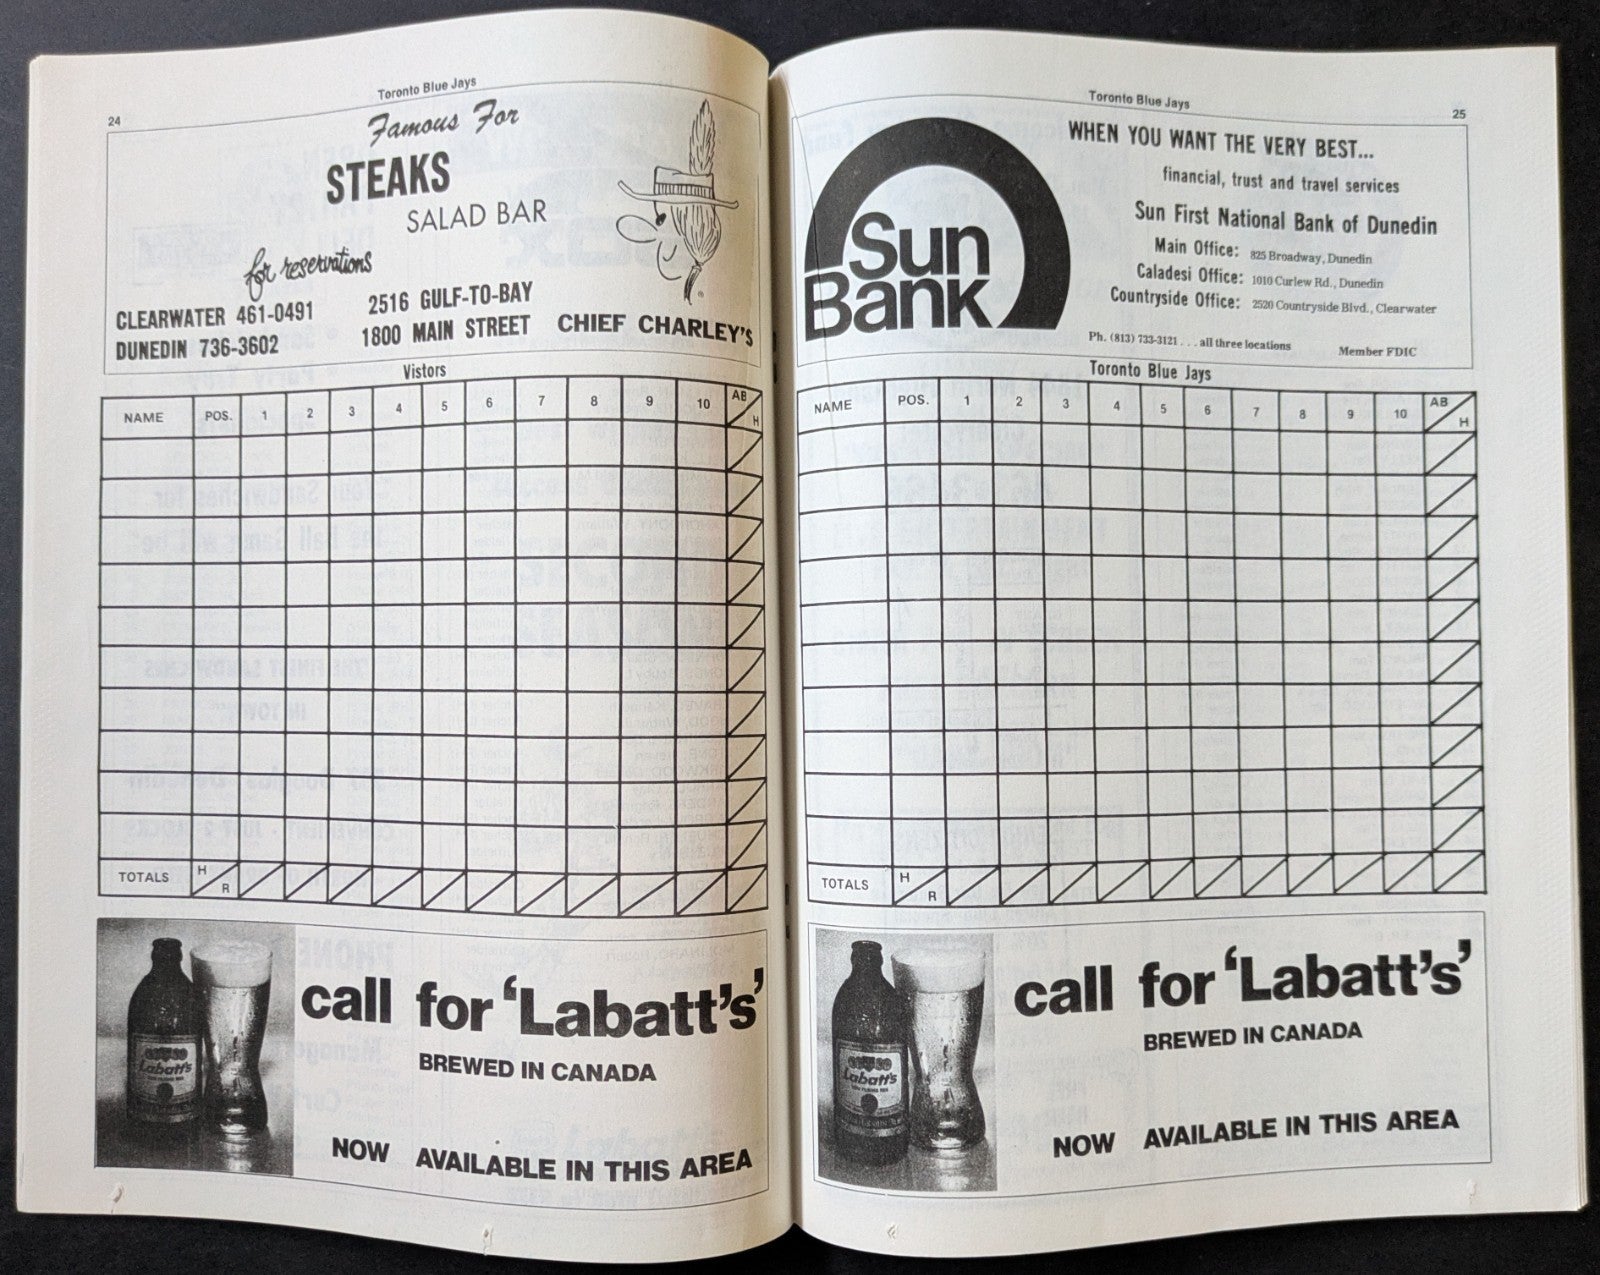 Toronto Blue Jays
24
Famous For
STEAKS
SALAD BAR
for reservations
CLEARWATER 461-0491
DUNEDIN 736-3602
2516 GULF-TO-BAY
1800 MAIN STREET
CHIEF CHARLEY'S
Vistors
NAME POS. 1 2 3 4 5 6 7 8 9 10 AB H
TOTALS H R
call for 'Labatt's'
BREWED IN CANADA
NOW AVAILABLE IN THIS AREA
Labatt's
Toronto Blue Jays
25
Sun
Bank
WHEN YOU WANT THE VERY BEST...
financial, trust and travel services
Sun First National Bank of Dunedin
Main Office: 825 Broadway, Dunedin
Caladesi Office: 1010 Curlew Rd., Dunedin
Countryside Office: 2520 Countryside Blvd., Clearwater
Ph. (813) 733-3121 . . . all three locations Member FDIC
Toronto Blue Jays
NAME POS. 1 2 3 4 5 6 7 8 9 10 AB H
TOTALS H R
call for 'Labatt's'
BREWED IN CANADA
NOW AVAILABLE IN THIS AREA
Labatt's